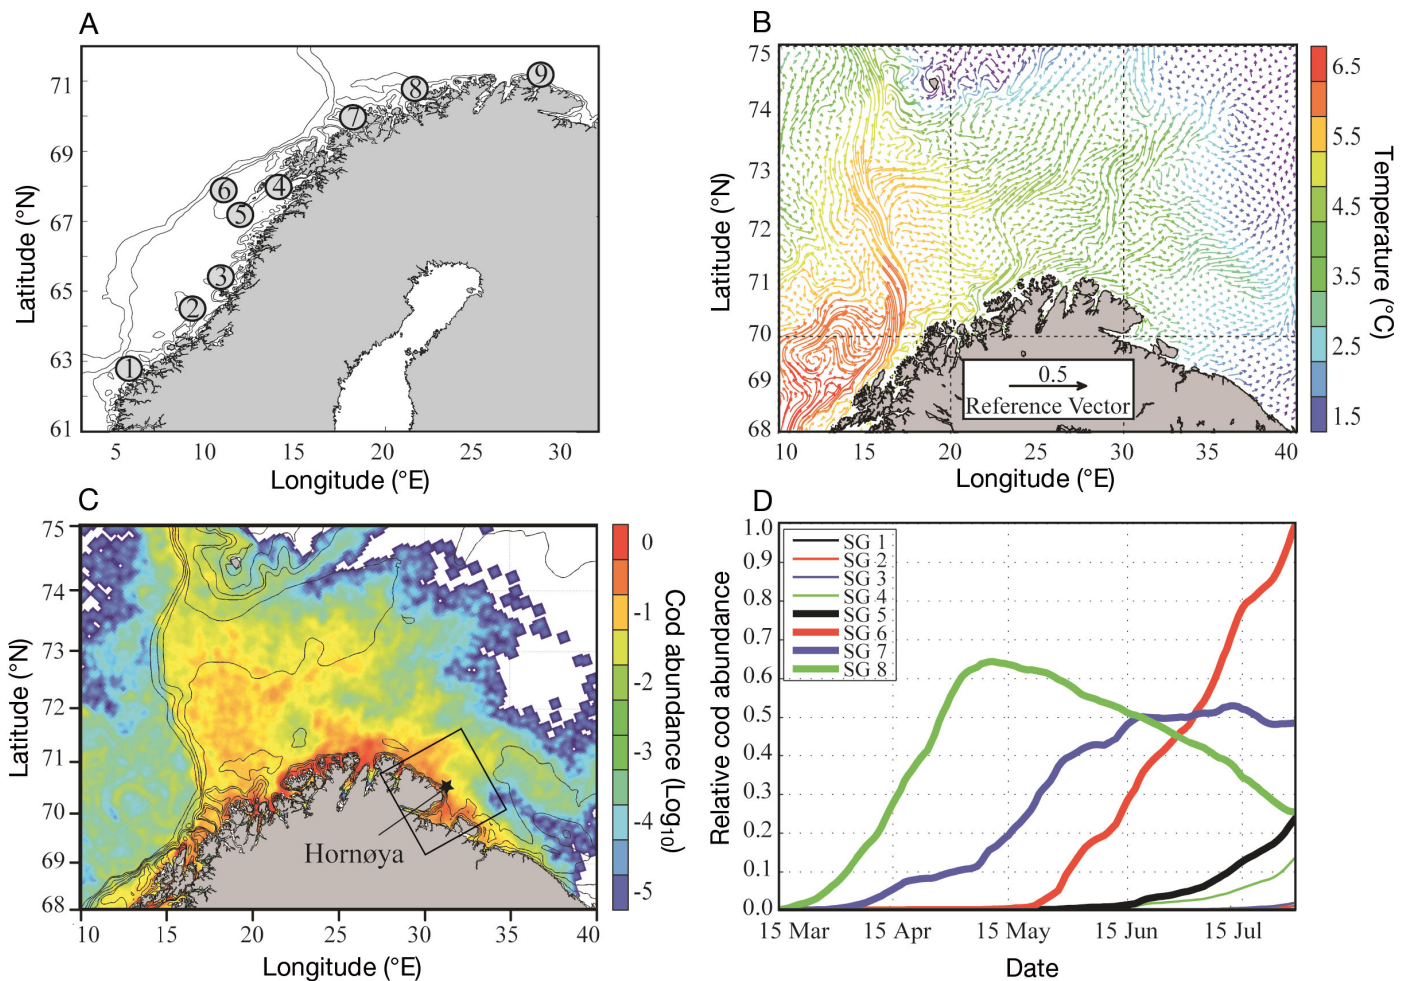 A
71
69
67
65
63
61
Latitude (°N)
1
2
3
4
5
6
7
8
9
5
10
15
20
25
30
Longitude (°E)
B
75
74
73
72
71
70
69
68
Latitude (°N)
0.5
Reference Vector
10
20
25
30
35
40
Longitude (°E)
6.5
5.5
4.5
3.5
2.5
1.5
Temperature (°C)
C
75
74
73
72
71
70
69
68
Latitude (°N)
Hornøya
10
15
20
25
30
35
40
Longitude (°E)
0
-1
-2
-3
-4
-5
Cod abundance (Log10)
D
1.0
0.9
0.8
0.7
0.6
0.5
0.4
0.3
0.2
0.1
0.0
Relative cod abundance
SG 1
SG 2
SG 3
SG 4
SG 5
SG 6
SG 7
SG 8
15 Mar
15 Apr
15 May
15 Jun
15 Jul
Date